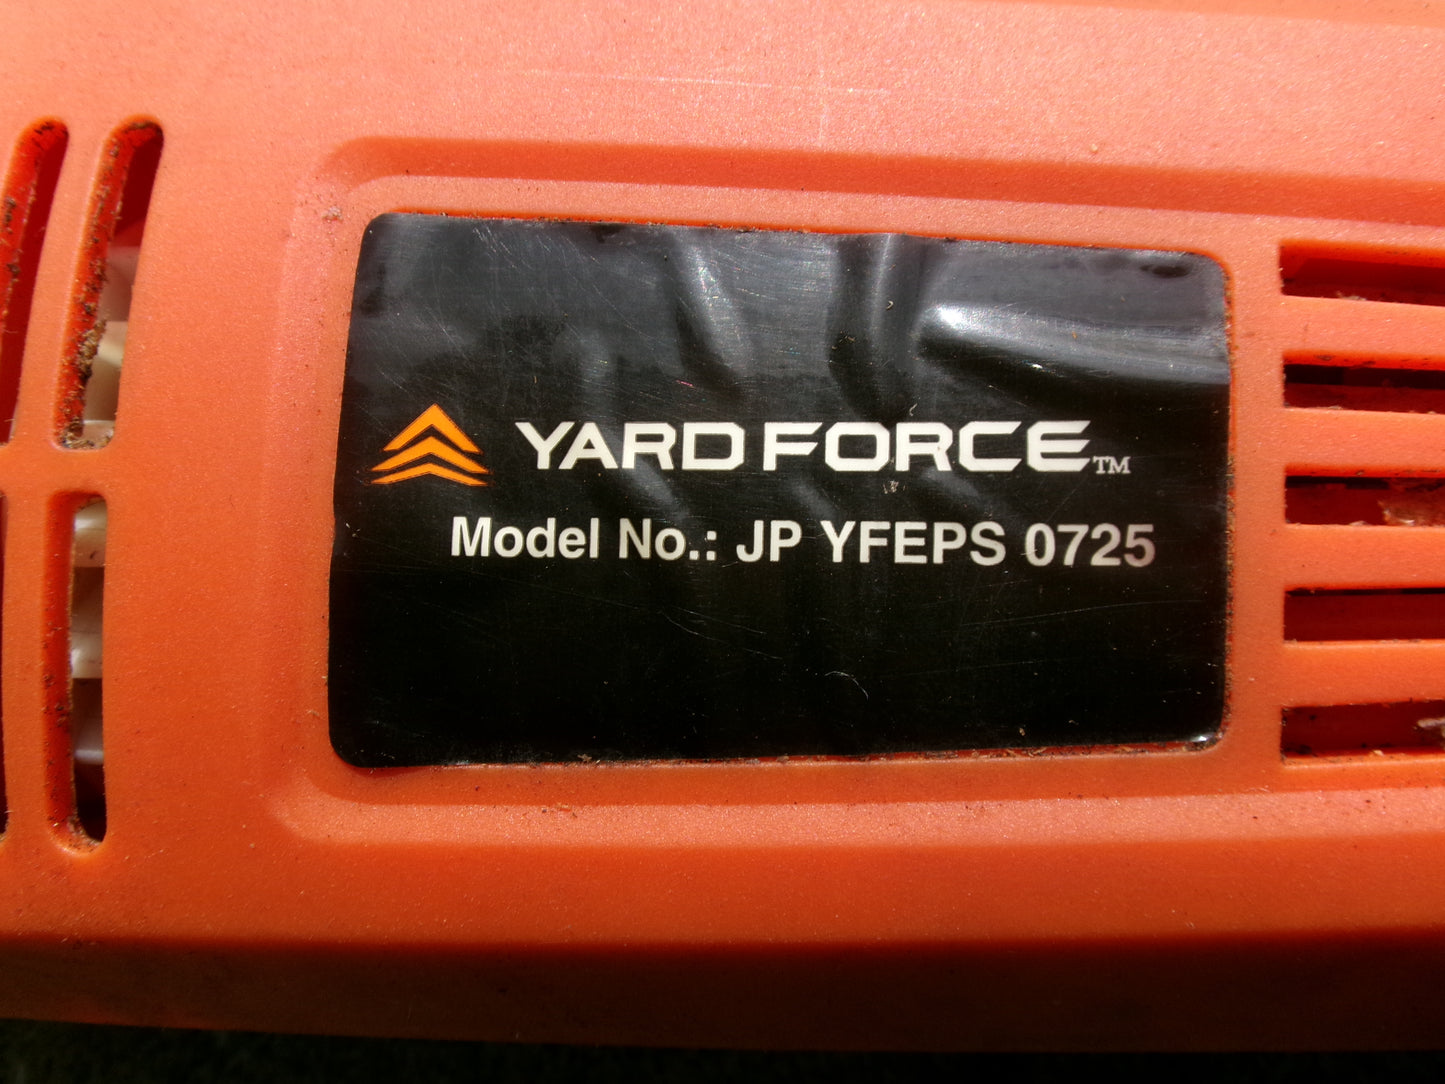 YARD FORCE™
Model No.: JP YFEPS 0725